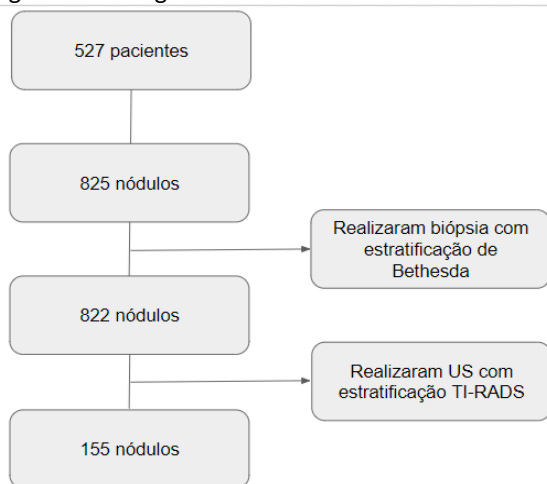 527 pacientes
825 nódulos
Realizaram biópsia com
estratificação de
Bethesda
822 nódulos
Realizaram US com
estratificação TI-RADS
155 nódulos